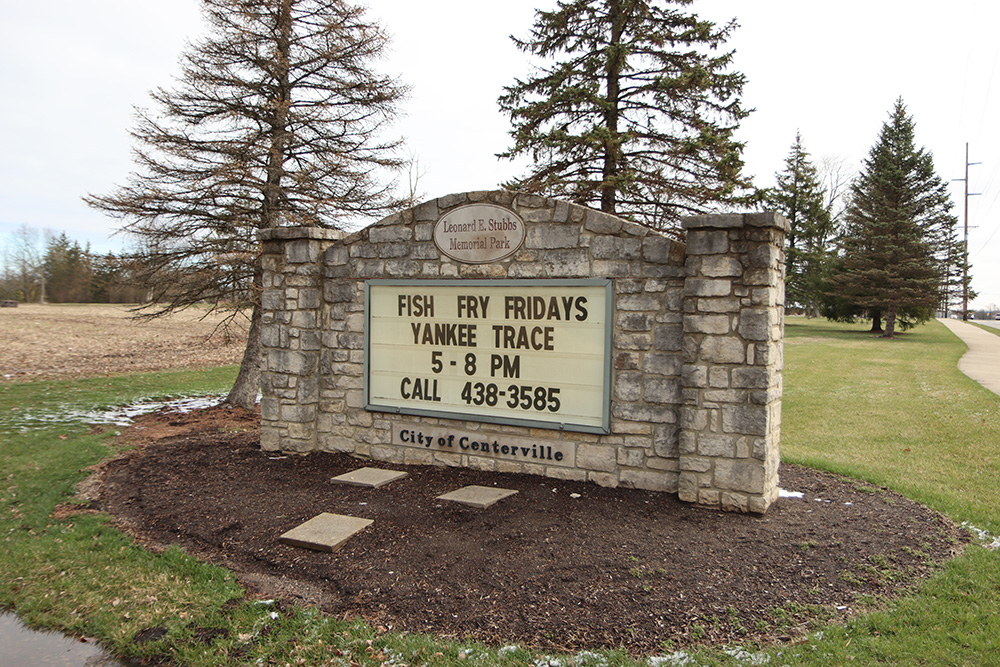 Leonard E. Stubbs
Memorial Park
FISH FRY FRIDAYS
YANKEE TRACE
5-8 PM
CALL 438-3585
City of Centerville